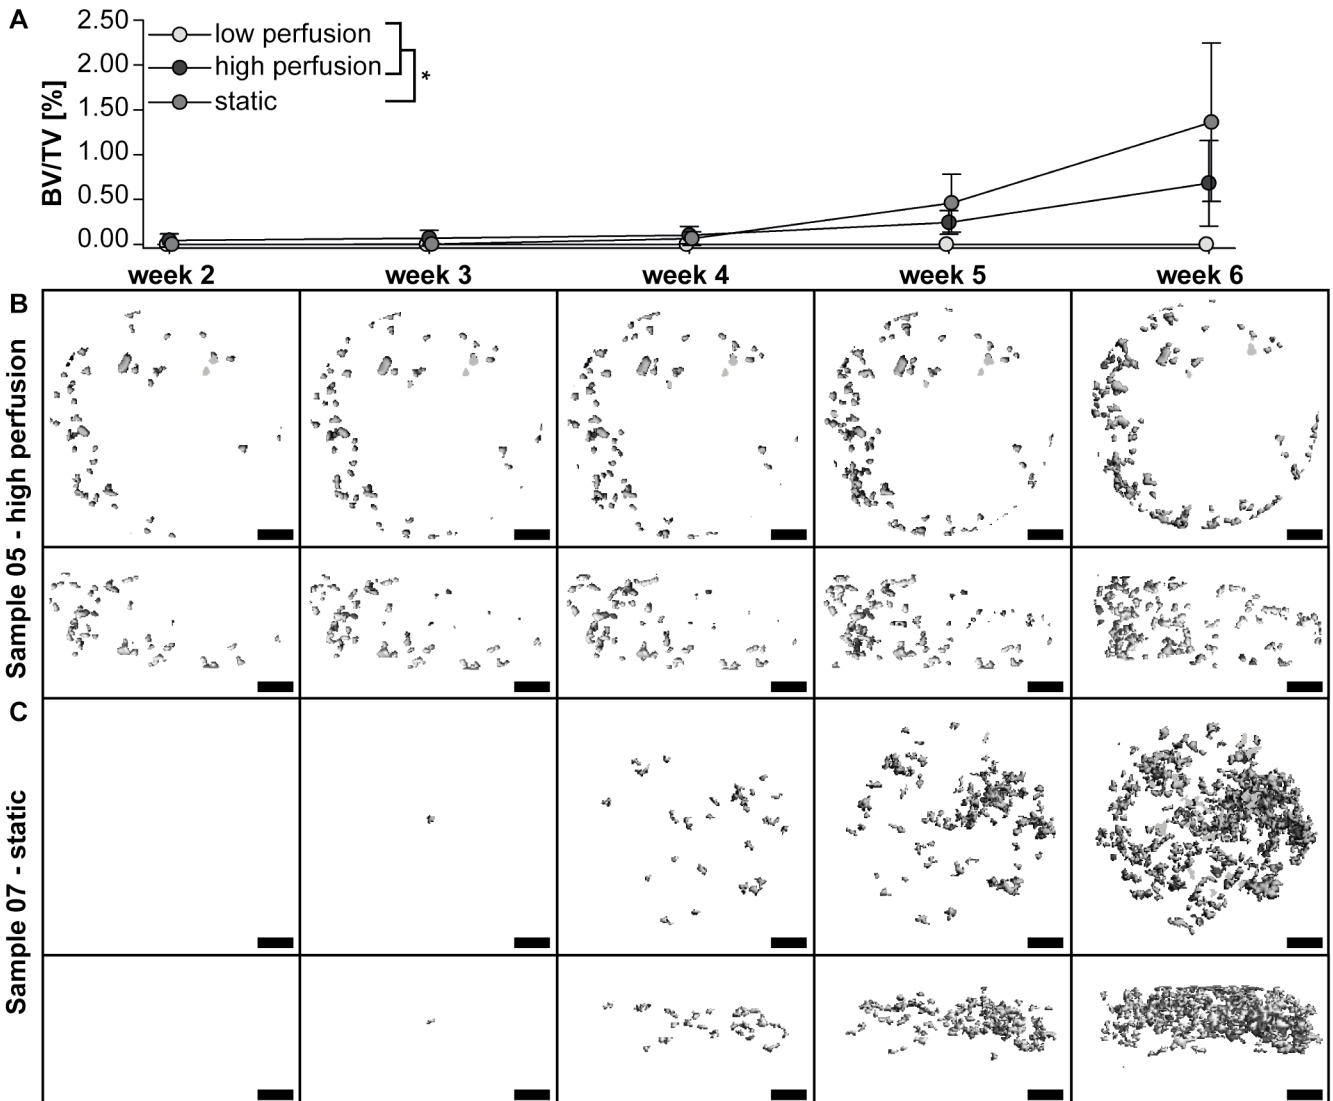 A
2.50
2.00
1.50
1.00
0.50
0.00
BV/TV [%]
low perfusion
high perfusion
static
*
week 2 week 3 week 4 week 5 week 6
B
Sample 05 - high perfusion
C
Sample 07 - static